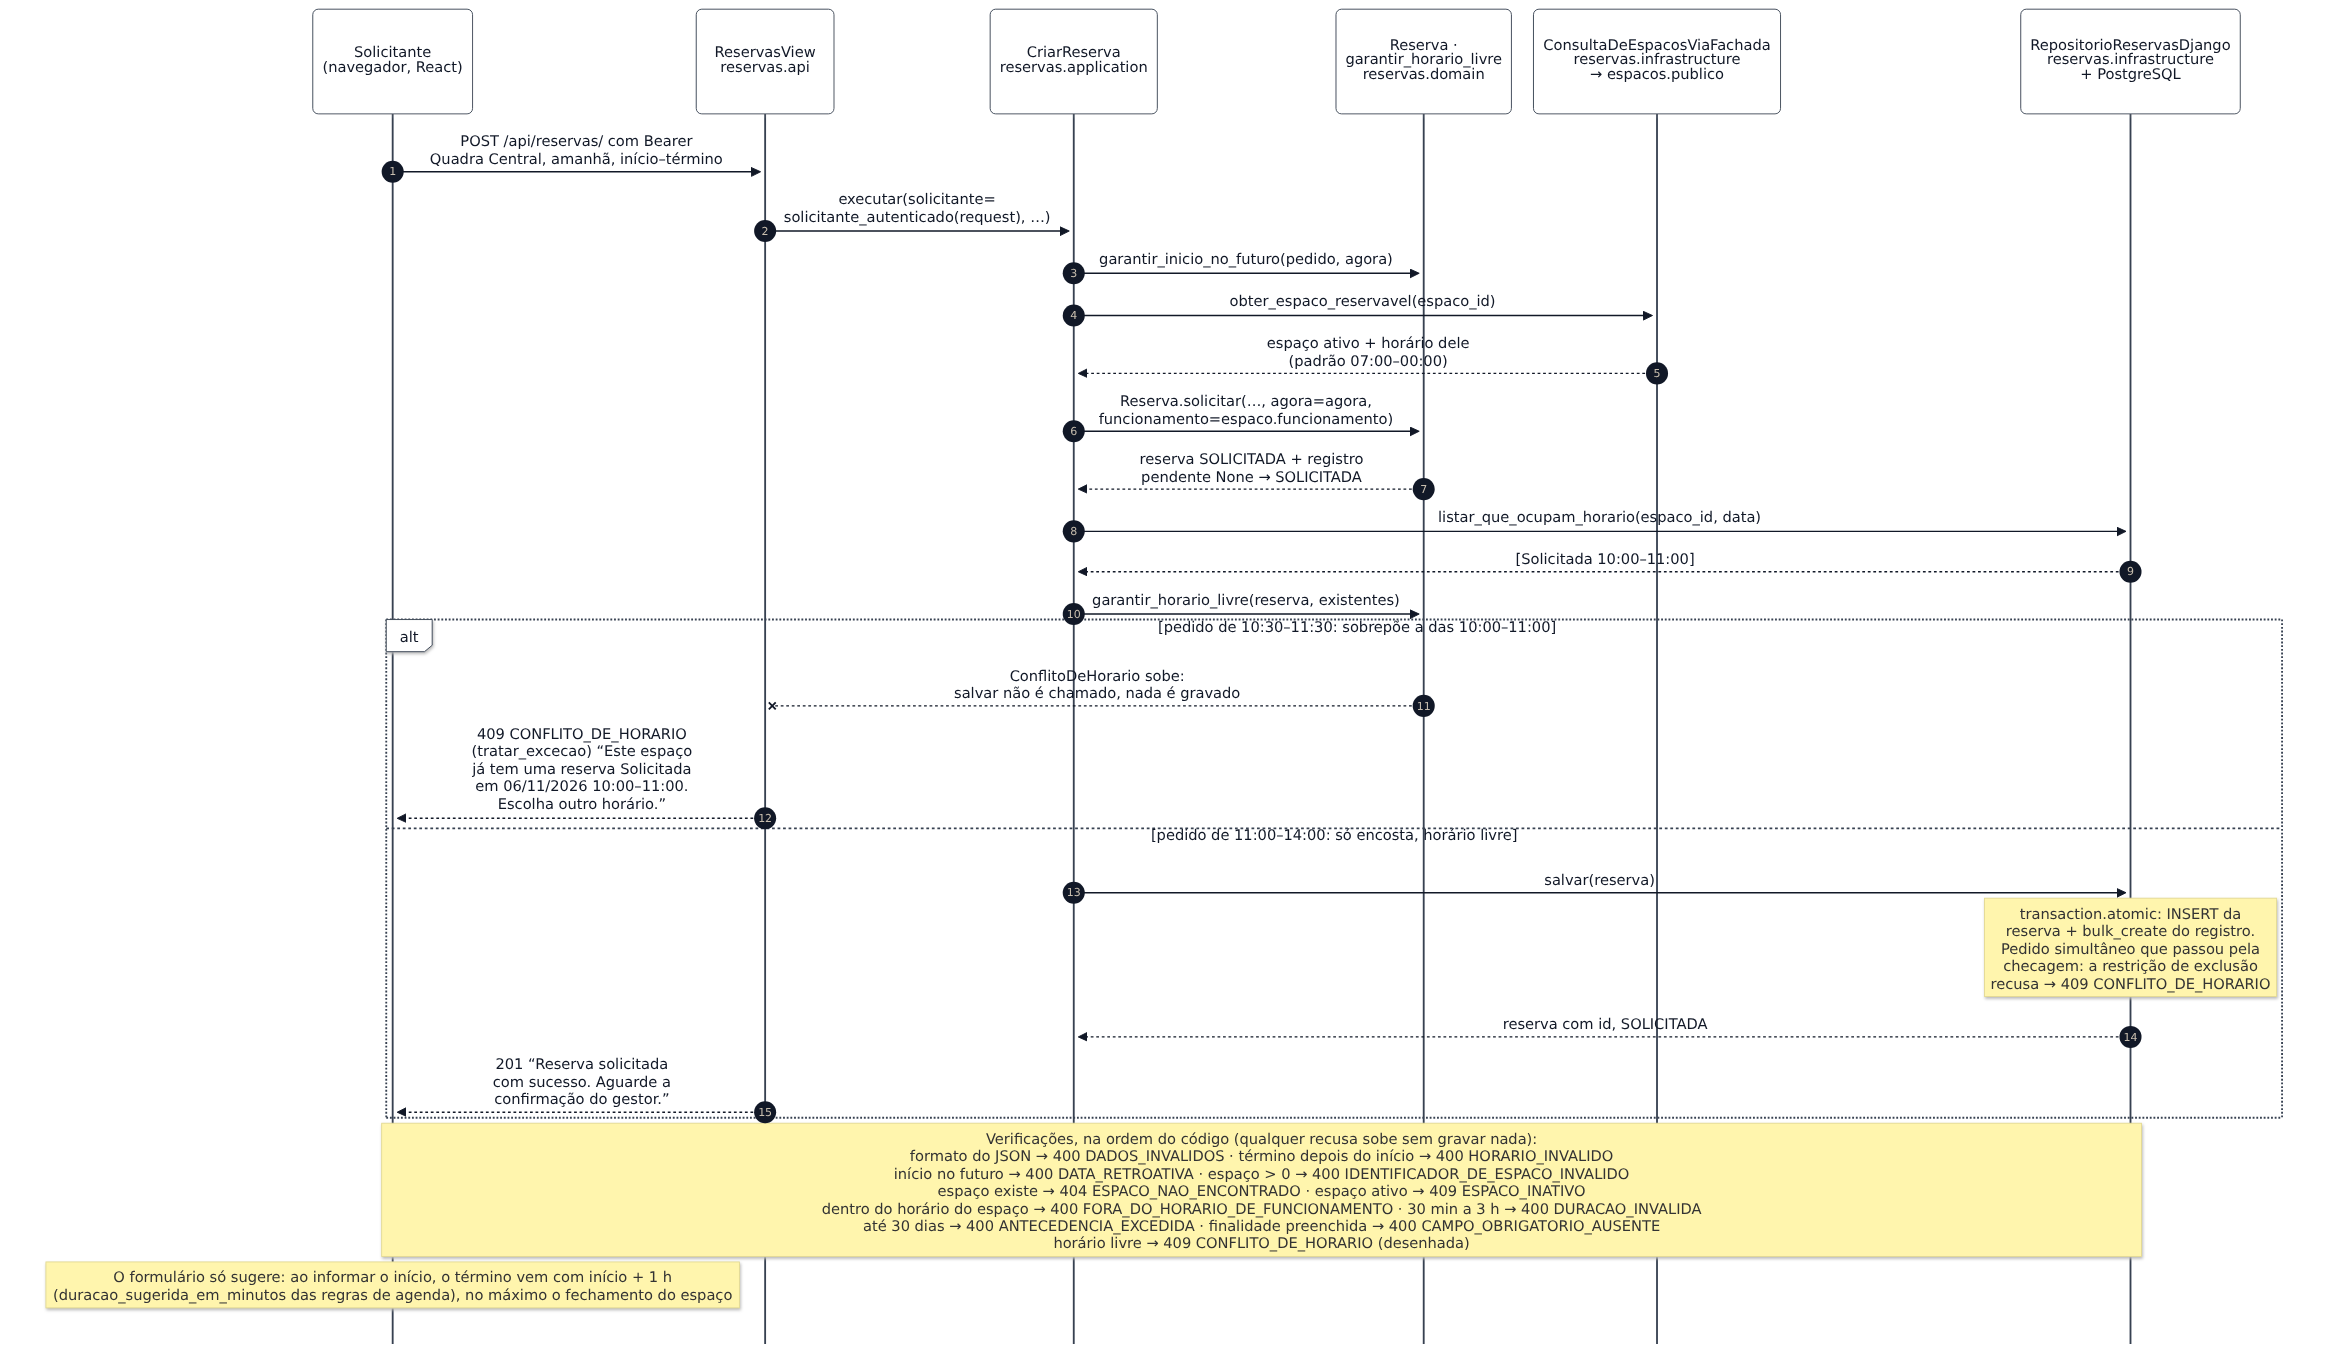 Solicitante
(navegador, React)
ReservasView
reservas.api
CriarReserva
reservas.application
Reserva ·
garantir_horario_livre
reservas.domain
ConsultaDeEspacosViaFachada
reservas.infrastructure
→ espacos.publico
RepositorioReservasDjango
reservas.infrastructure
+ PostgreSQL
POST /api/reservas/ com Bearer
Quadra Central, amanhã, início–término
1
executar(solicitante=
solicitante_autenticado(request), …)
2
garantir_inicio_no_futuro(pedido, agora)
3
obter_espaco_reservavel(espaco_id)
4
espaço ativo + horário dele
(padrão 07:00–00:00)
5
Reserva.solicitar(…, agora=agora,
funcionamento=espaco.funcionamento)
6
reserva SOLICITADA + registro
pendente None → SOLICITADA
7
listar_que_ocupam_horario(espaco_id, data)
8
[Solicitada 10:00–11:00]
9
garantir_horario_livre(reserva, existentes)
10
alt
[pedido de 10:30–11:30: sobrepõe a das 10:00–11:00]
ConflitoDeHorario sobe:
salvar não é chamado, nada é gravado
11
409 CONFLITO_DE_HORARIO
(tratar_excecao) “Este espaço
já tem uma reserva Solicitada
em 06/11/2026 10:00–11:00.
Escolha outro horário.”
12
[pedido de 11:00–14:00: só encosta, horário livre]
salvar(reserva)
13
transaction.atomic: INSERT da
reserva + bulk_create do registro.
Pedido simultâneo que passou pela
checagem: a restrição de exclusão
recusa → 409 CONFLITO_DE_HORARIO
reserva com id, SOLICITADA
14
201 “Reserva solicitada
com sucesso. Aguarde a
confirmação do gestor.”
15
Verificações, na ordem do código (qualquer recusa sobe sem gravar nada):
formato do JSON → 400 DADOS_INVALIDOS · término depois do início → 400 HORARIO_INVALIDO
início no futuro → 400 DATA_RETROATIVA · espaço > 0 → 400 IDENTIFICADOR_DE_ESPACO_INVALIDO
espaço existe → 404 ESPACO_NAO_ENCONTRADO · espaço ativo → 409 ESPACO_INATIVO
dentro do horário do espaço → 400 FORA_DO_HORARIO_DE_FUNCIONAMENTO · 30 min a 3 h → 400 DURACAO_INVALIDA
até 30 dias → 400 ANTECEDENCIA_EXCEDIDA · finalidade preenchida → 400 CAMPO_OBRIGATORIO_AUSENTE
horário livre → 409 CONFLITO_DE_HORARIO (desenhada)
O formulário só sugere: ao informar o início, o término vem com início + 1 h
(duracao_sugerida_em_minutos das regras de agenda), no máximo o fechamento do espaço